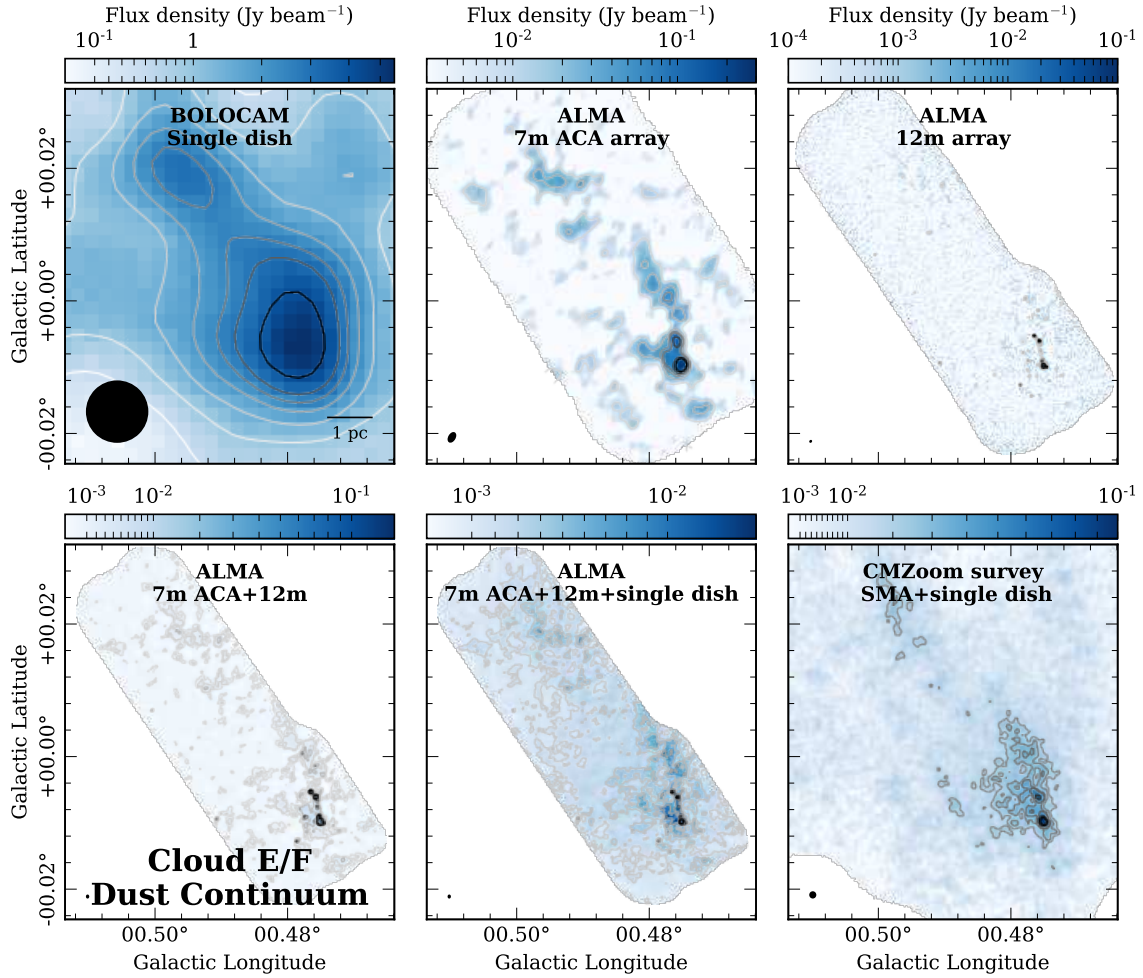 Flux density (Jy beam⁻¹) Flux density (Jy beam⁻¹) Flux density (Jy beam⁻¹)
10⁻¹ 1 10⁻² 10⁻¹ 10⁻⁴ 10⁻³ 10⁻² 10⁻¹
BOLOCAM
Single dish
ALMA
7m ACA array
ALMA
12m array
Galactic Latitude
+00.02°
+00.00°
-00.02°
1 pc
10⁻³ 10⁻² 10⁻¹ 10⁻³ 10⁻² 10⁻³ 10⁻² 10⁻¹
ALMA
7m ACA+12m
ALMA
7m ACA+12m+single dish
CMZoom survey
SMA+single dish
Galactic Latitude
+00.02°
+00.00°
-00.02°
Cloud E/F
Dust Continuum
00.50° 00.48° 00.50° 00.48° 00.50° 00.48°
Galactic Longitude Galactic Longitude Galactic Longitude